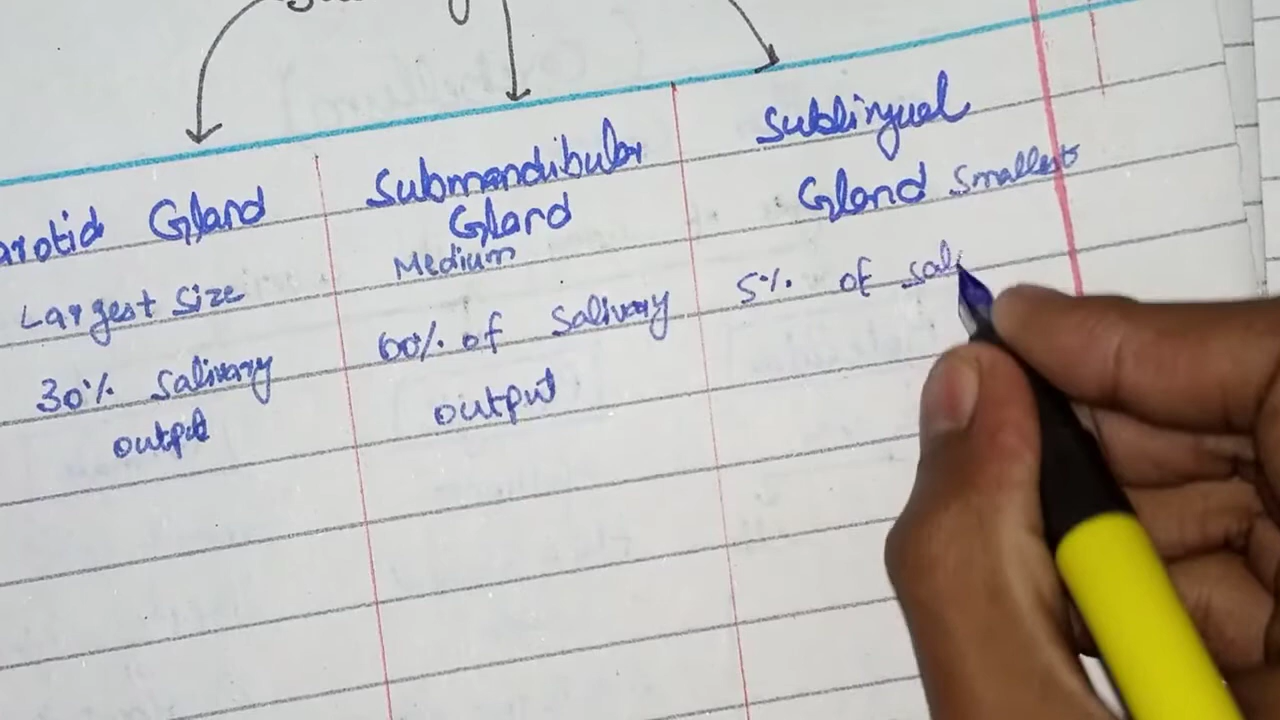 arotid Gland
Largest Size
30% Salivary
output
Submandibular
Gland
Medium
60% of Salivary
output
Sublingual
Gland Smallest
5% of sali